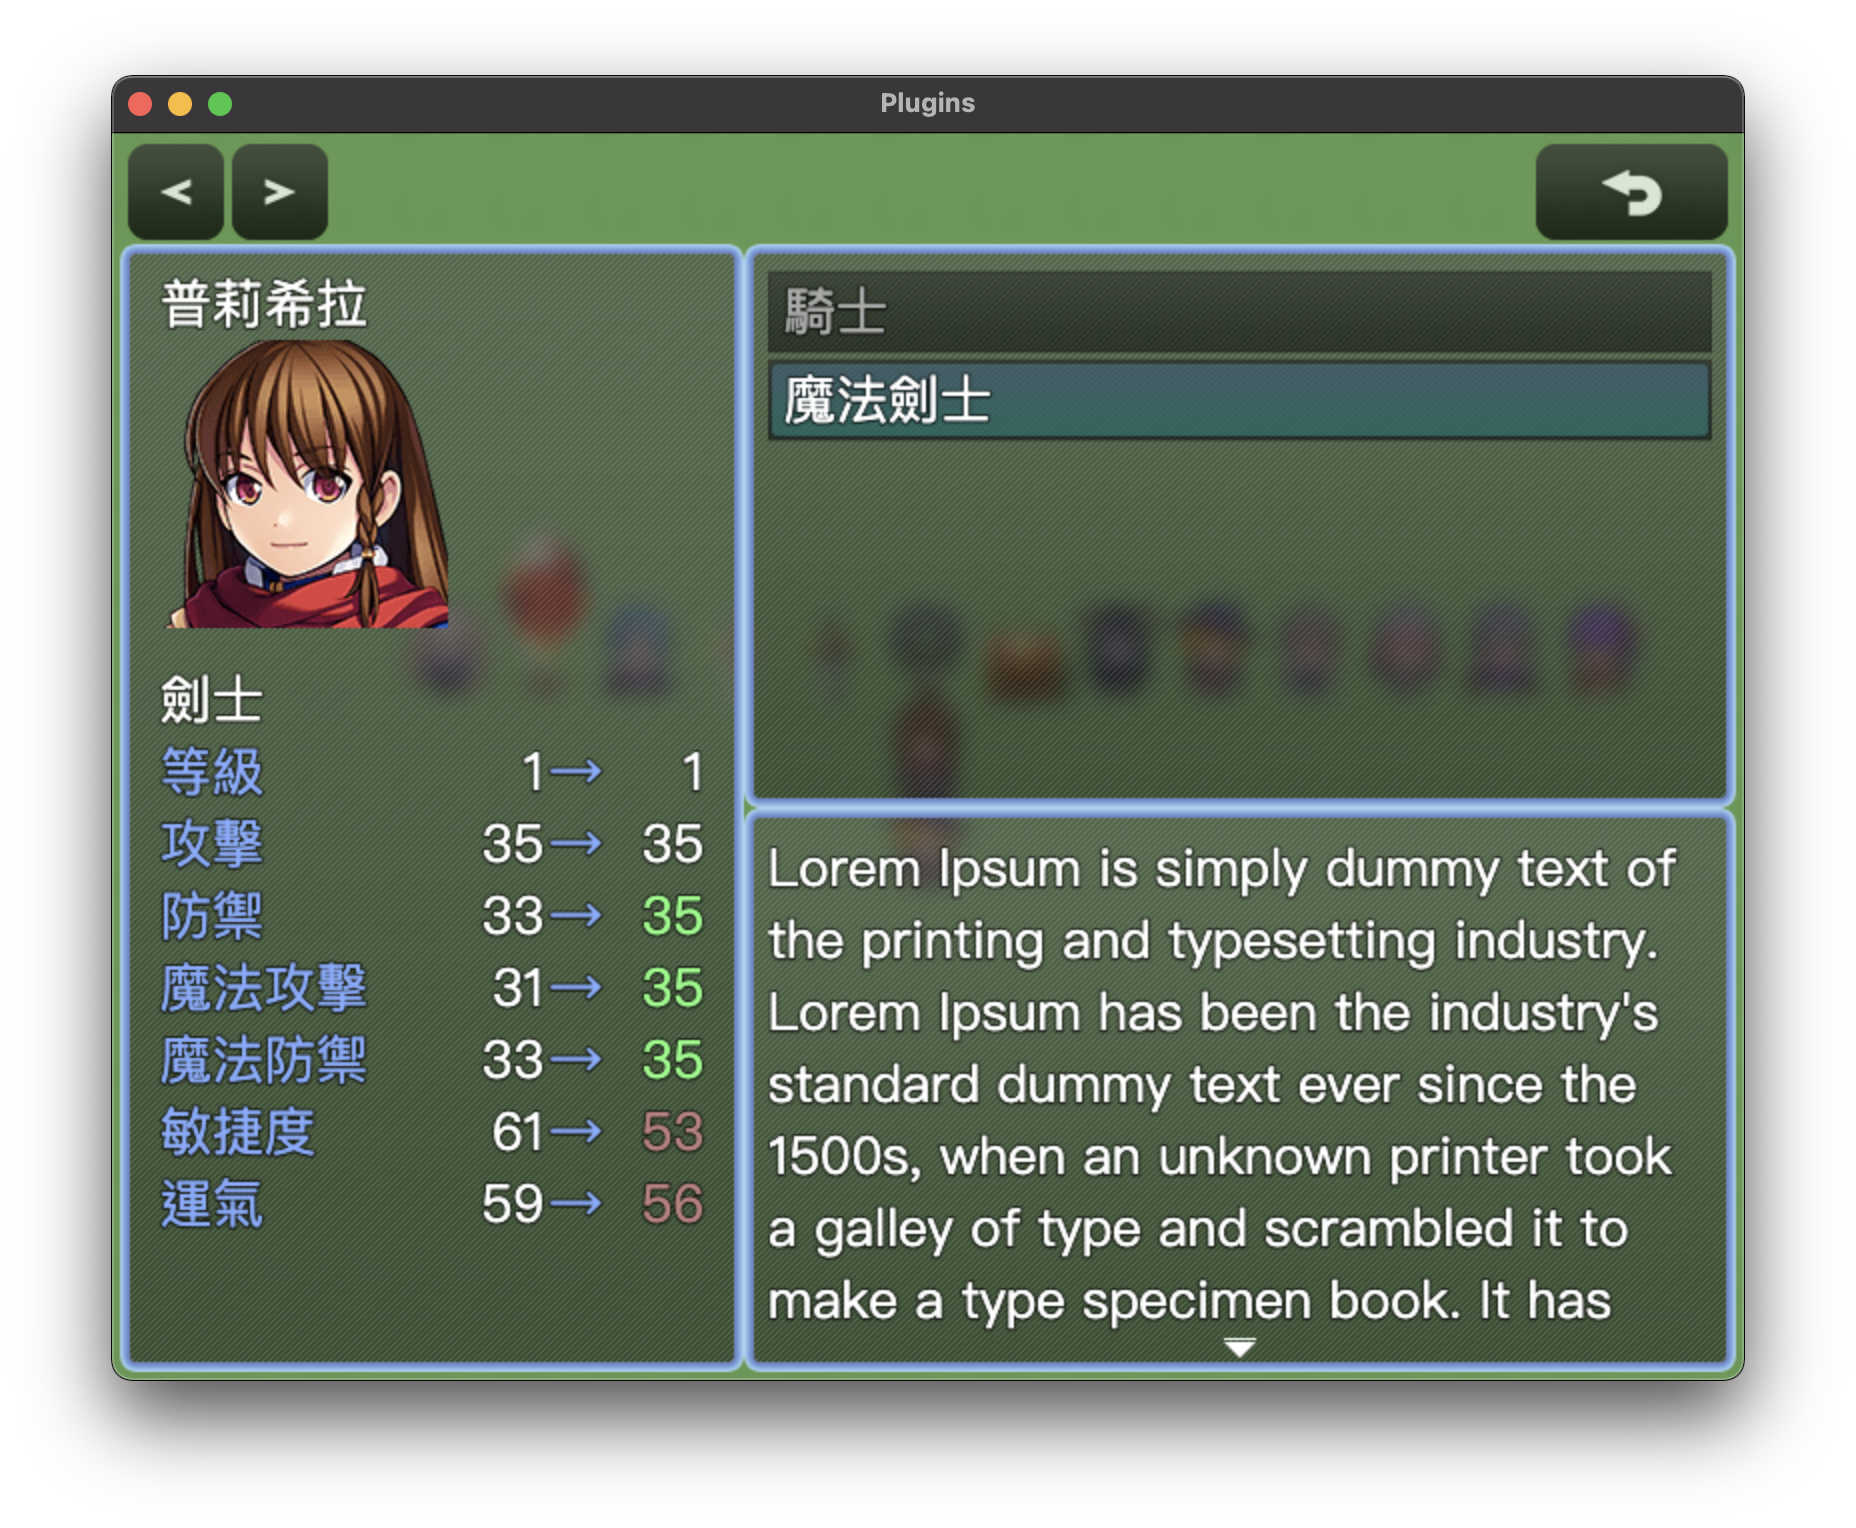 Plugins
< >
普莉希拉
劍士
等級 1→ 1
攻擊 35→ 35
防禦 33→ 35
魔法攻擊 31→ 35
魔法防禦 33→ 35
敏捷度 61→ 53
運氣 59→ 56
騎士
魔法劍士
Lorem Ipsum is simply dummy text of
the printing and typesetting industry.
Lorem Ipsum has been the industry's
standard dummy text ever since the
1500s, when an unknown printer took
a galley of type and scrambled it to
make a type specimen book. It has